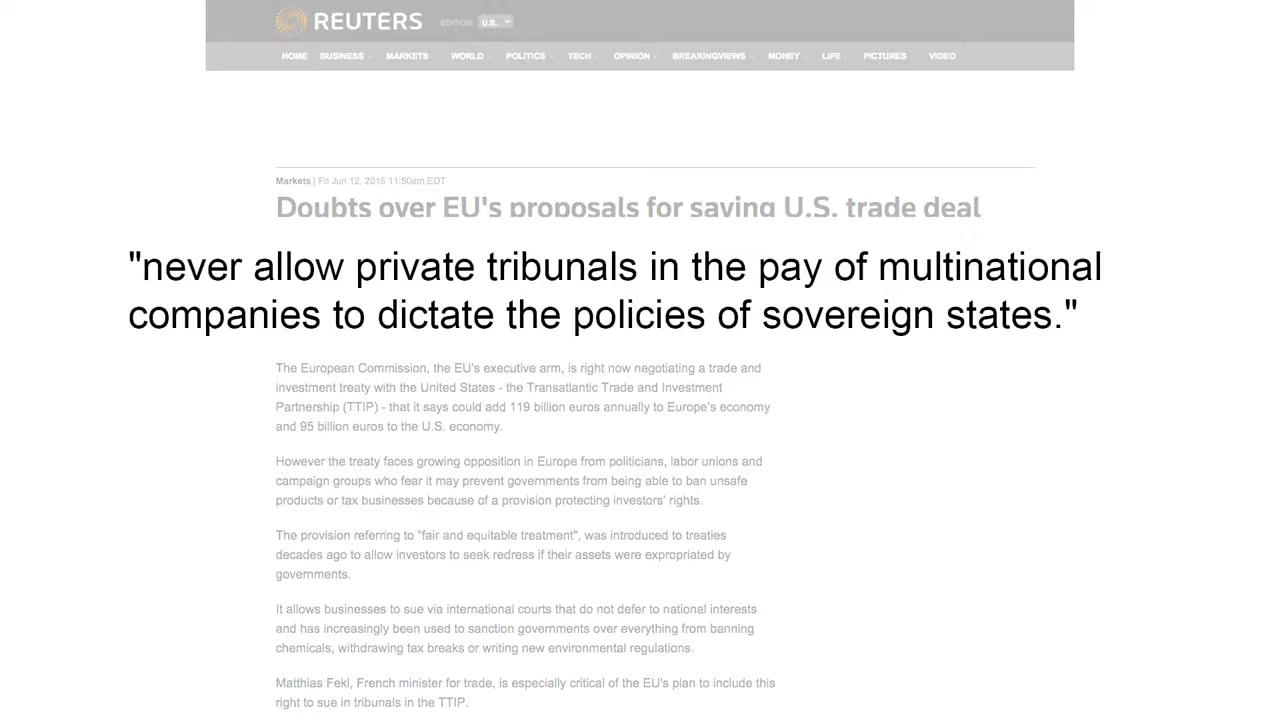 REUTERS EDITION: U.S.
HOME BUSINESS MARKETS WORLD POLITICS TECH OPINION BREAKINGVIEWS MONEY LIFE PICTURES VIDEO
Markets | Fri Jun 12, 2015 11:50am EDT
Doubts over EU's proposals for saving U.S. trade deal
"never allow private tribunals in the pay of multinational
companies to dictate the policies of sovereign states."
The European Commission, the EU's executive arm, is right now negotiating a trade and
investment treaty with the United States - the Transatlantic Trade and Investment
Partnership (TTIP) - that it says could add 119 billion euros annually to Europe's economy
and 95 billion euros to the U.S. economy.
However the treaty faces growing opposition in Europe from politicians, labor unions and
campaign groups who fear it may prevent governments from being able to ban unsafe
products or tax businesses because of a provision protecting investors' rights.
The provision referring to "fair and equitable treatment", was introduced to treaties
decades ago to allow investors to seek redress if their assets were expropriated by
governments.
It allows businesses to sue via international courts that do not defer to national interests
and has increasingly been used to sanction governments over everything from banning
chemicals, withdrawing tax breaks or writing new environmental regulations.
Matthias Fekl, French minister for trade, is especially critical of the EU's plan to include this
right to sue in tribunals in the TTIP.